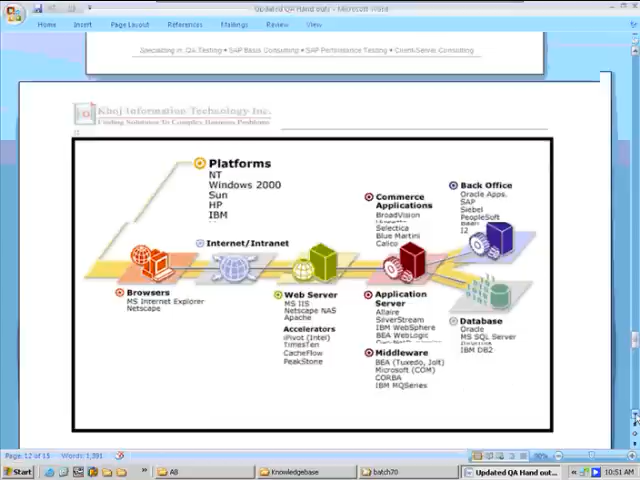 Updated QA Hand outs - Microsoft Word
Home Insert Page Layout References Mailings Review View
Specializing in: QA Testing • SAP Basis Consulting • SAP Performance Testing • Client-Server Consulting
Khoj Information Technology Inc.
Finding Solutions To Complex Business Problems
Platforms
NT
Windows 2000
Sun
HP
IBM
Internet/Intranet
Commerce
Applications
BroadVision
Selectica
Blue Martini
Calico
Back Office
Oracle Apps.
SAP
Siebel
PeopleSoft
I2
Browsers
MS Internet Explorer
Netscape
Web Server
MS IIS
Netscape NAS
Apache
Accelerators
iPivot (Intel)
TimesTen
CacheFlow
PeakStone
Application
Server
Allaire
SilverStream
IBM WebSphere
BEA WebLogic
Middleware
BEA (Tuxedo, Jolt)
Microsoft (COM)
CORBA
IBM MQSeries
Database
Oracle
MS SQL Server
IBM DB2
Page: 12 of 15 Words: 1,391
90%
Start
AB
Knowledgebase
batch70
Updated QA Hand out...
10:51 AM